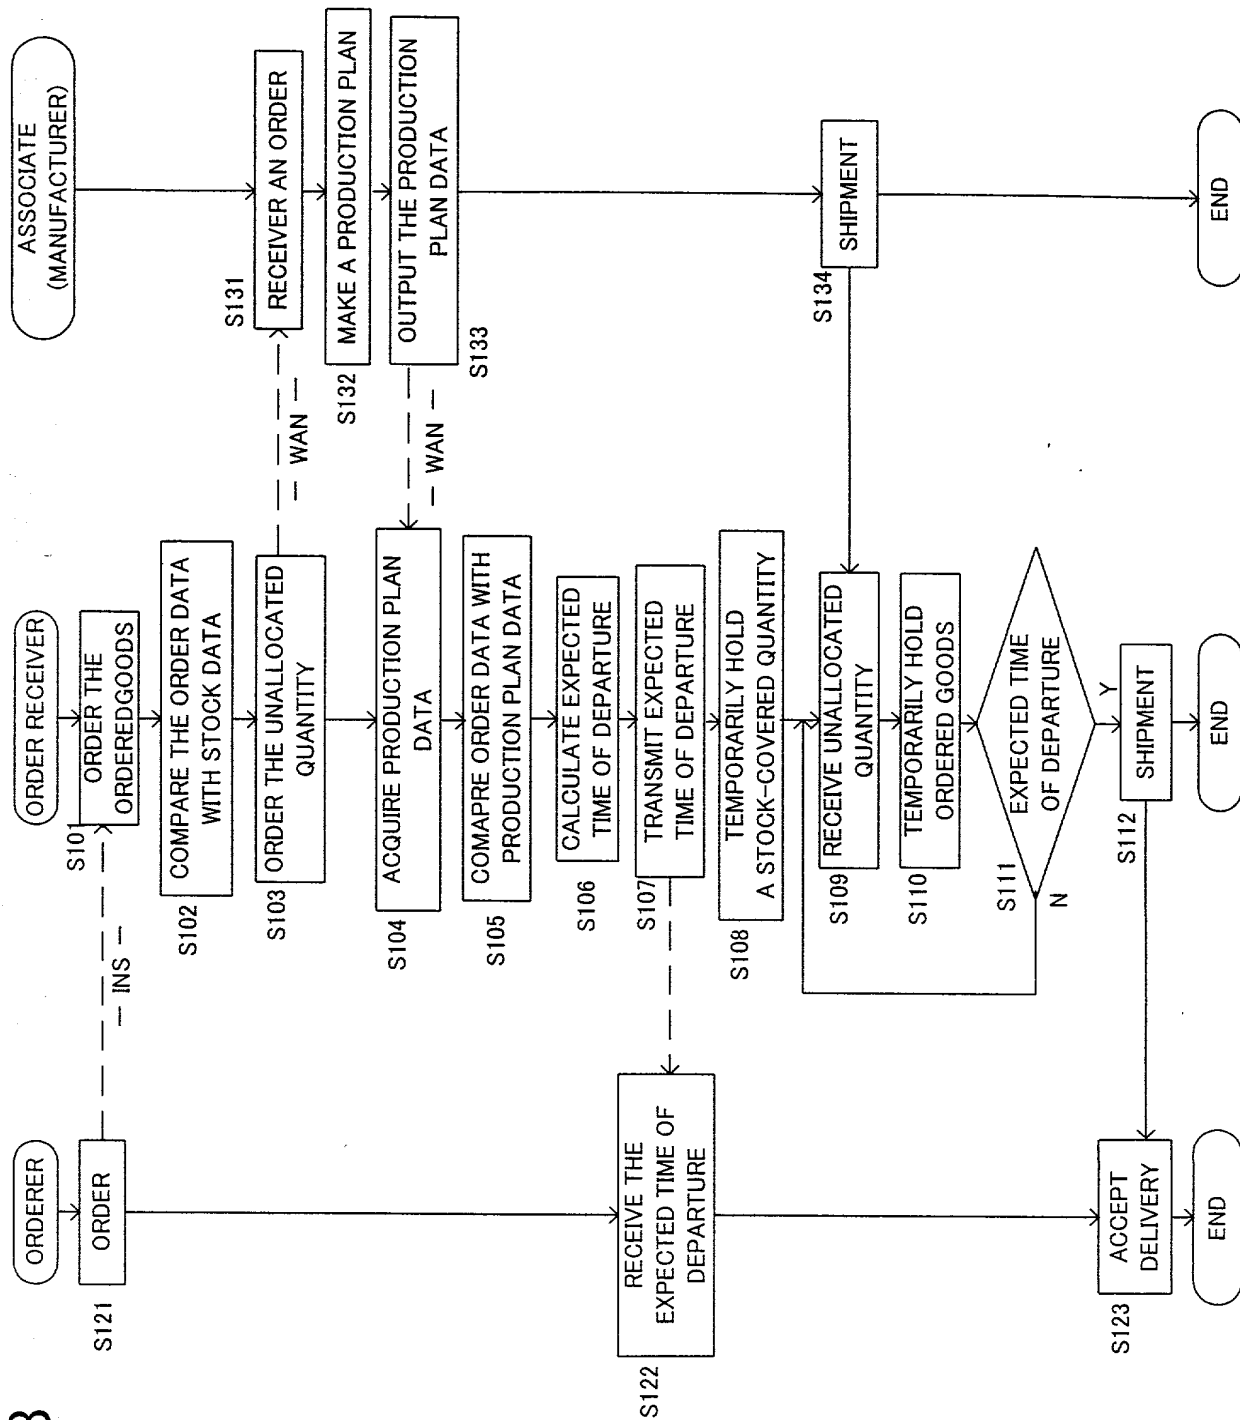 ORDERER
ORDER
S121
RECEIVE THE
EXPECTED TIME OF
DEPARTURE
S122
ACCEPT
DELIVERY
S123
END
— INS —
ORDER RECEIVER
S101
ORDER THE
ORDEREDGOODS
COMPARE THE ORDER DATA
WITH STOCK DATA
S102
ORDER THE UNALLOCATED
QUANTITY
S103
ACQUIRE PRODUCTION PLAN
DATA
S104
COMAPRE ORDER DATA WITH
PRODUCTION PLAN DATA
S105
CALCULATE EXPECTED
TIME OF DEPARTURE
S106
TRANSMIT EXPECTED
TIME OF DEPARTURE
S107
TEMPORARILY HOLD
A STOCK-COVERED QUANTITY
S108
RECEIVE UNALLOCATED
QUANTITY
S109
TEMPORARILY HOLD
ORDERED GOODS
S110
EXPECTED TIME
OF DEPARTURE
S111
N
Y
SHIPMENT
S112
END
— WAN —
— WAN —
ASSOCIATE
(MANUFACTURER)
S131
RECEIVER AN ORDER
MAKE A PRODUCTION PLAN
S132
OUTPUT THE PRODUCTION
PLAN DATA
S133
SHIPMENT
S134
END